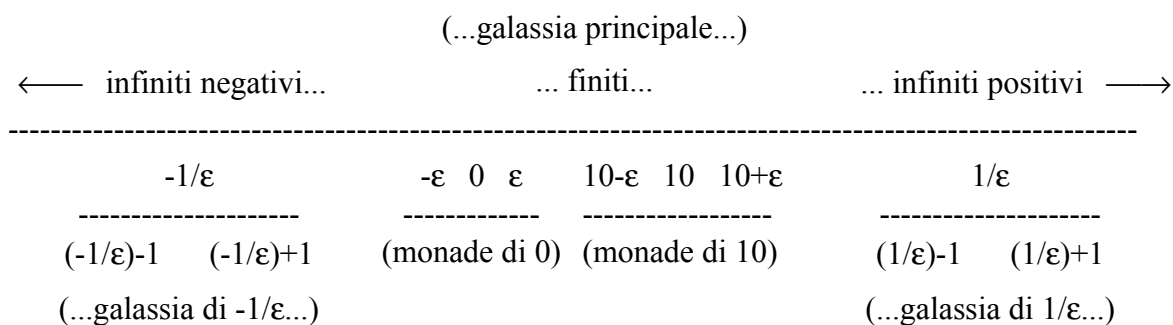 (...galassia principale...)
⟵ infiniti negativi... ... finiti... ... infiniti positivi ⟶
-1/ε -ε 0 ε 10-ε 10 10+ε 1/ε
(-1/ε)-1 (-1/ε)+1 (monade di 0) (monade di 10) (1/ε)-1 (1/ε)+1
(...galassia di -1/ε...) (...galassia di 1/ε...)